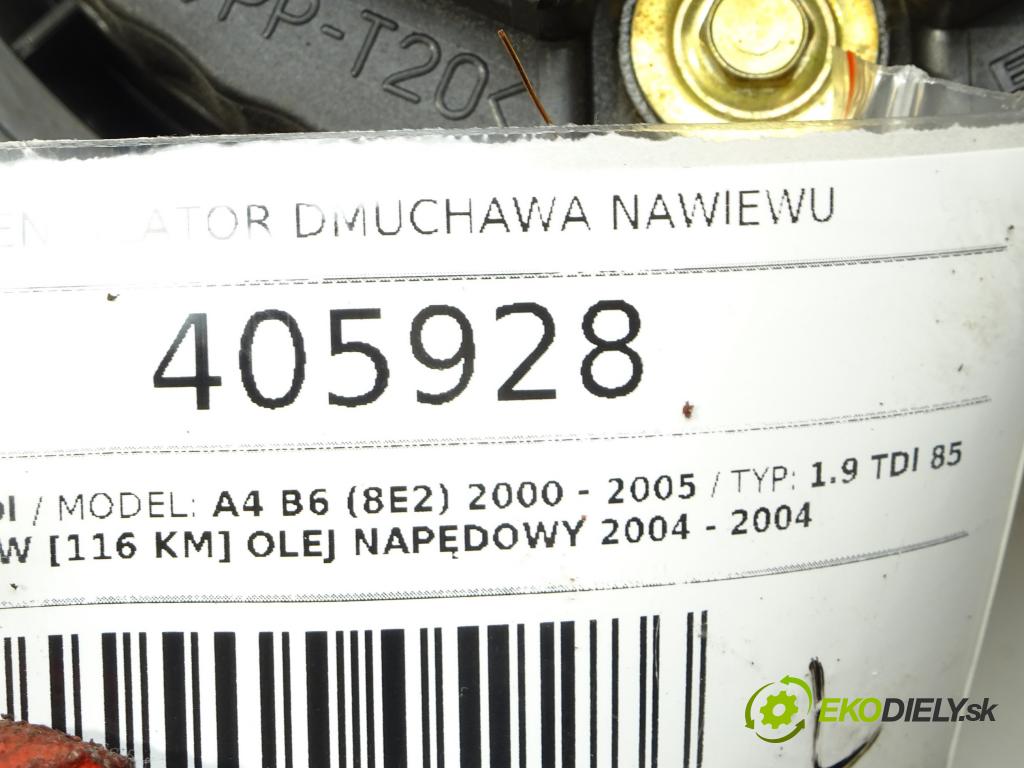 PP-T20
DMUCHAWA NAWIEWU
405928
/ MODEL: A4 B6 (8E2) 2000 - 2005 / TYP: 1.9 TDI 85
W [116 KM] OLEJ NAPĘDOWY 2004 - 2004
EKODIELY.sk